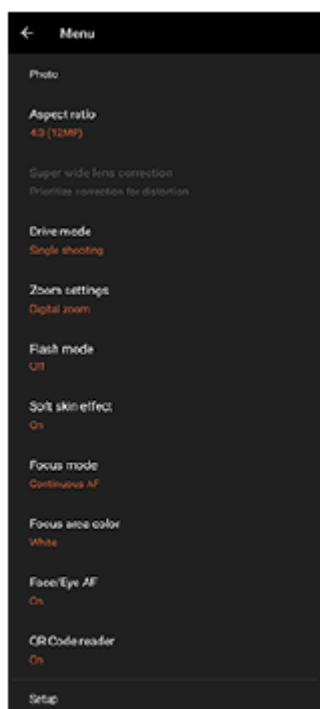 ← Menu
Photo
Aspect ratio
4:3 (12MP)
Super wide lens correction
Prioritize correction for distortion
Drive mode
Single shooting
Zoom settings
Digital zoom
Flash mode
Off
Soft skin effect
On
Focus mode
Continuous AF
Focus area color
White
Face/Eye AF
On
QR Code reader
On
Setup